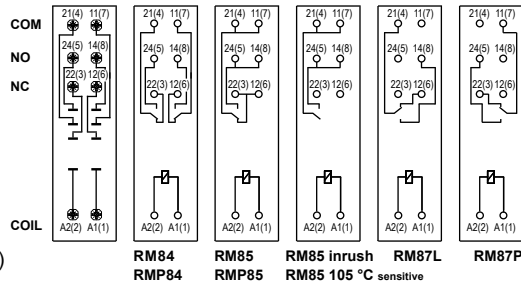 21(4) 11(7) 21(4) 11(7) 21(4) 11(7) 21(4) 11(7) 21(4) 11(7) 21(4) 11(7)
COM
24(5) 14(8) 24(5) 14(8) 24(5) 14(8) 24(5) 14(8) 24(5) 14(8) 24(5) 14(8)
NO
22(3) 12(6) 22(3) 12(6) 22(3) 12(6) 22(3) 12(6) 22(3) 12(6) 22(3) 12(6)
NC
COIL
A2(2) A1(1) A2(2) A1(1) A2(2) A1(1) A2(2) A1(1) A2(2) A1(1) A2(2) A1(1)
) RM84 RM85 RM85 inrush RM87L RM87P
RMP84 RMP85 RM85 105 °C sensitive